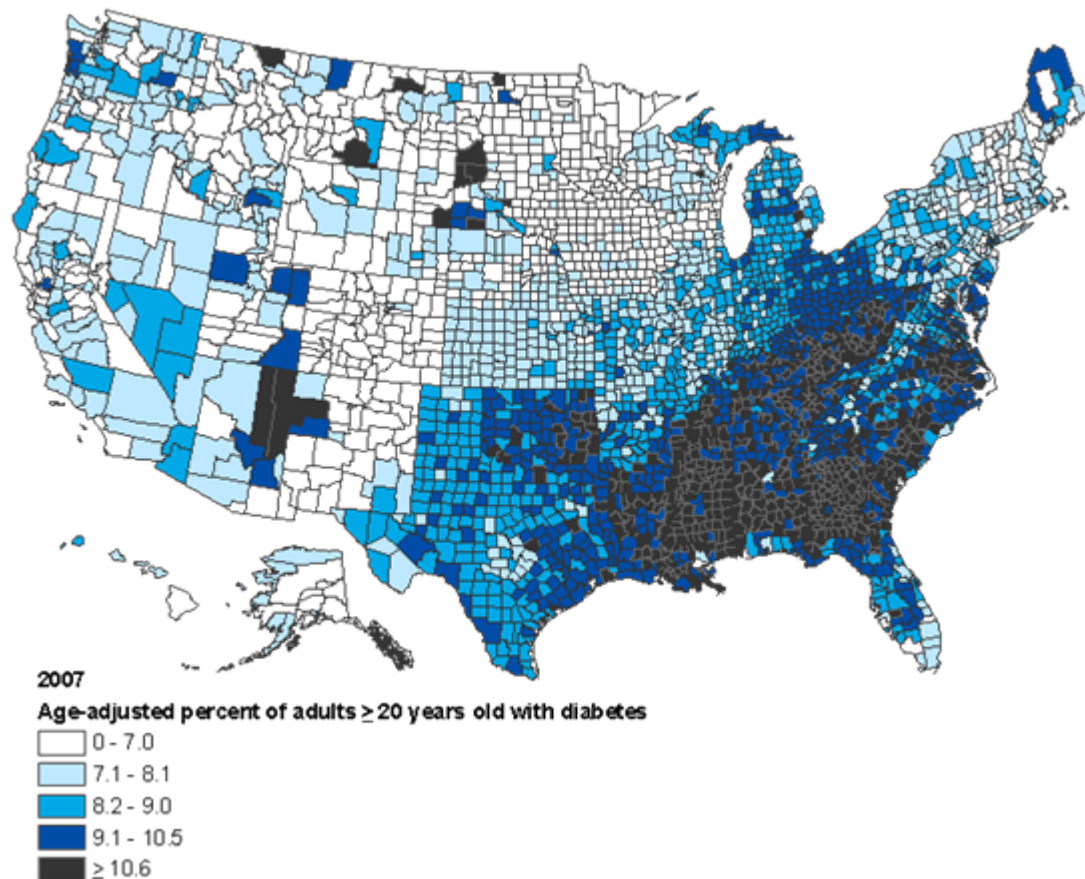 2007
Age-adjusted percent of adults ≥ 20 years old with diabetes
0 - 7.0
7.1 - 8.1
8.2 - 9.0
9.1 - 10.5
≥ 10.6